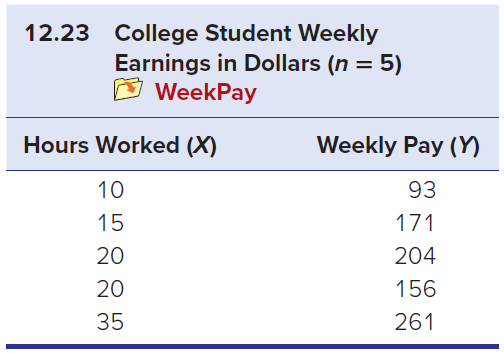 12.23 College Student Weekly
Earnings in Dollars (n = 5)
WeekPay
Hours Worked (X) Weekly Pay (Y)
10 93
15 171
20 204
20 156
35 261